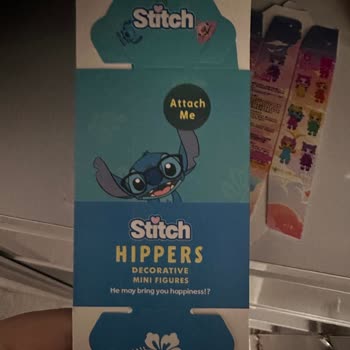 Stitch
Attach
Me
Stitch
HIPPERS
DECORATIVE
MINI FIGURES
He may bring you happiness!?